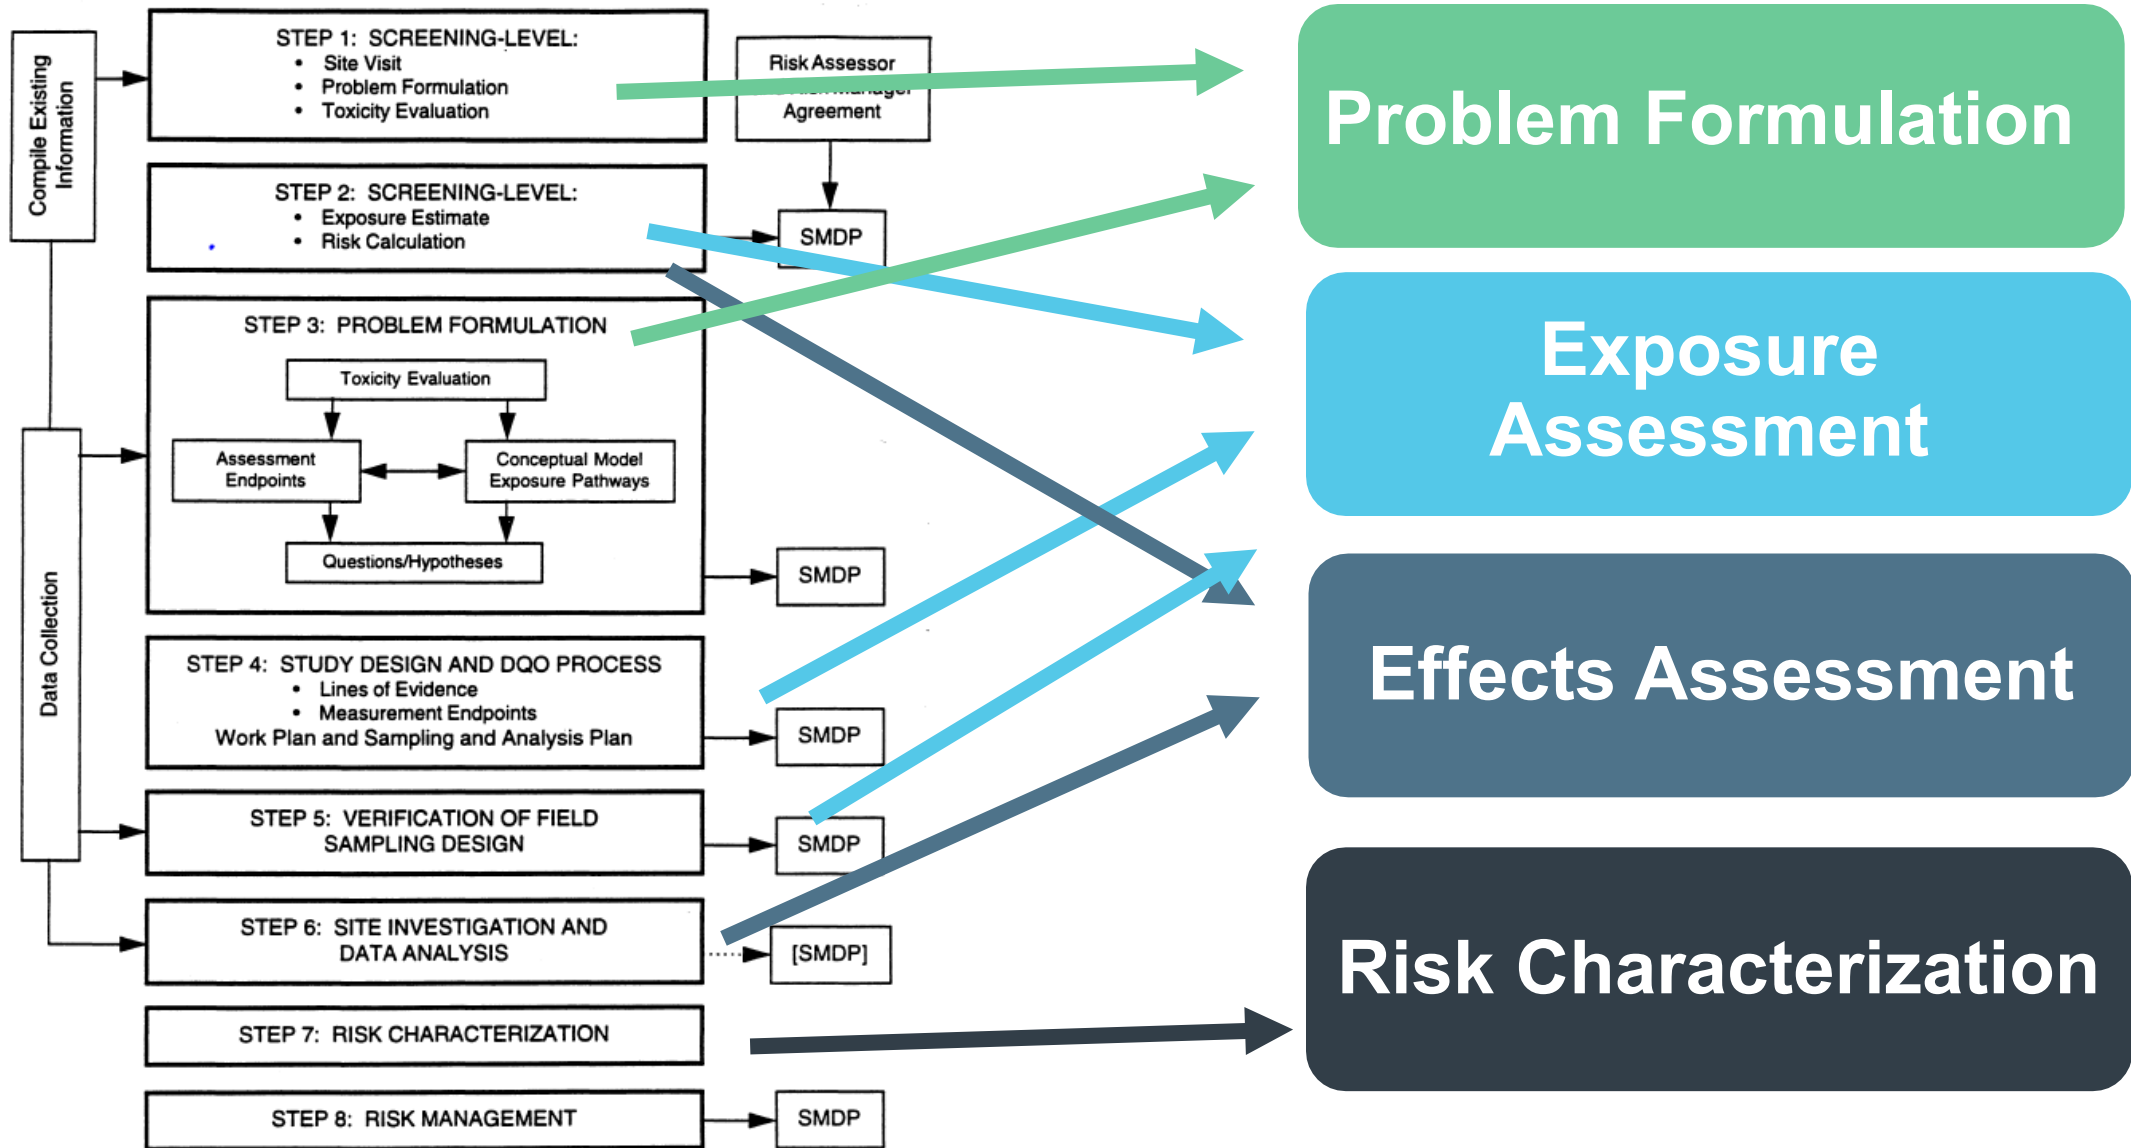 Compile Existing
Information
STEP 1: SCREENING-LEVEL:
• Site Visit
• Problem Formulation
• Toxicity Evaluation
Risk Assessor
Agreement
STEP 2: SCREENING-LEVEL:
• Exposure Estimate
• Risk Calculation
SMDP
STEP 3: PROBLEM FORMULATION
Toxicity Evaluation
Assessment
Endpoints
Conceptual Model
Exposure Pathways
Questions/Hypotheses
SMDP
Data Collection
STEP 4: STUDY DESIGN AND DQO PROCESS
• Lines of Evidence
• Measurement Endpoints
Work Plan and Sampling and Analysis Plan
SMDP
STEP 5: VERIFICATION OF FIELD
SAMPLING DESIGN
SMDP
STEP 6: SITE INVESTIGATION AND
DATA ANALYSIS
[SMDP]
STEP 7: RISK CHARACTERIZATION
STEP 8: RISK MANAGEMENT
SMDP
Problem Formulation
Exposure
Assessment
Effects Assessment
Risk Characterization